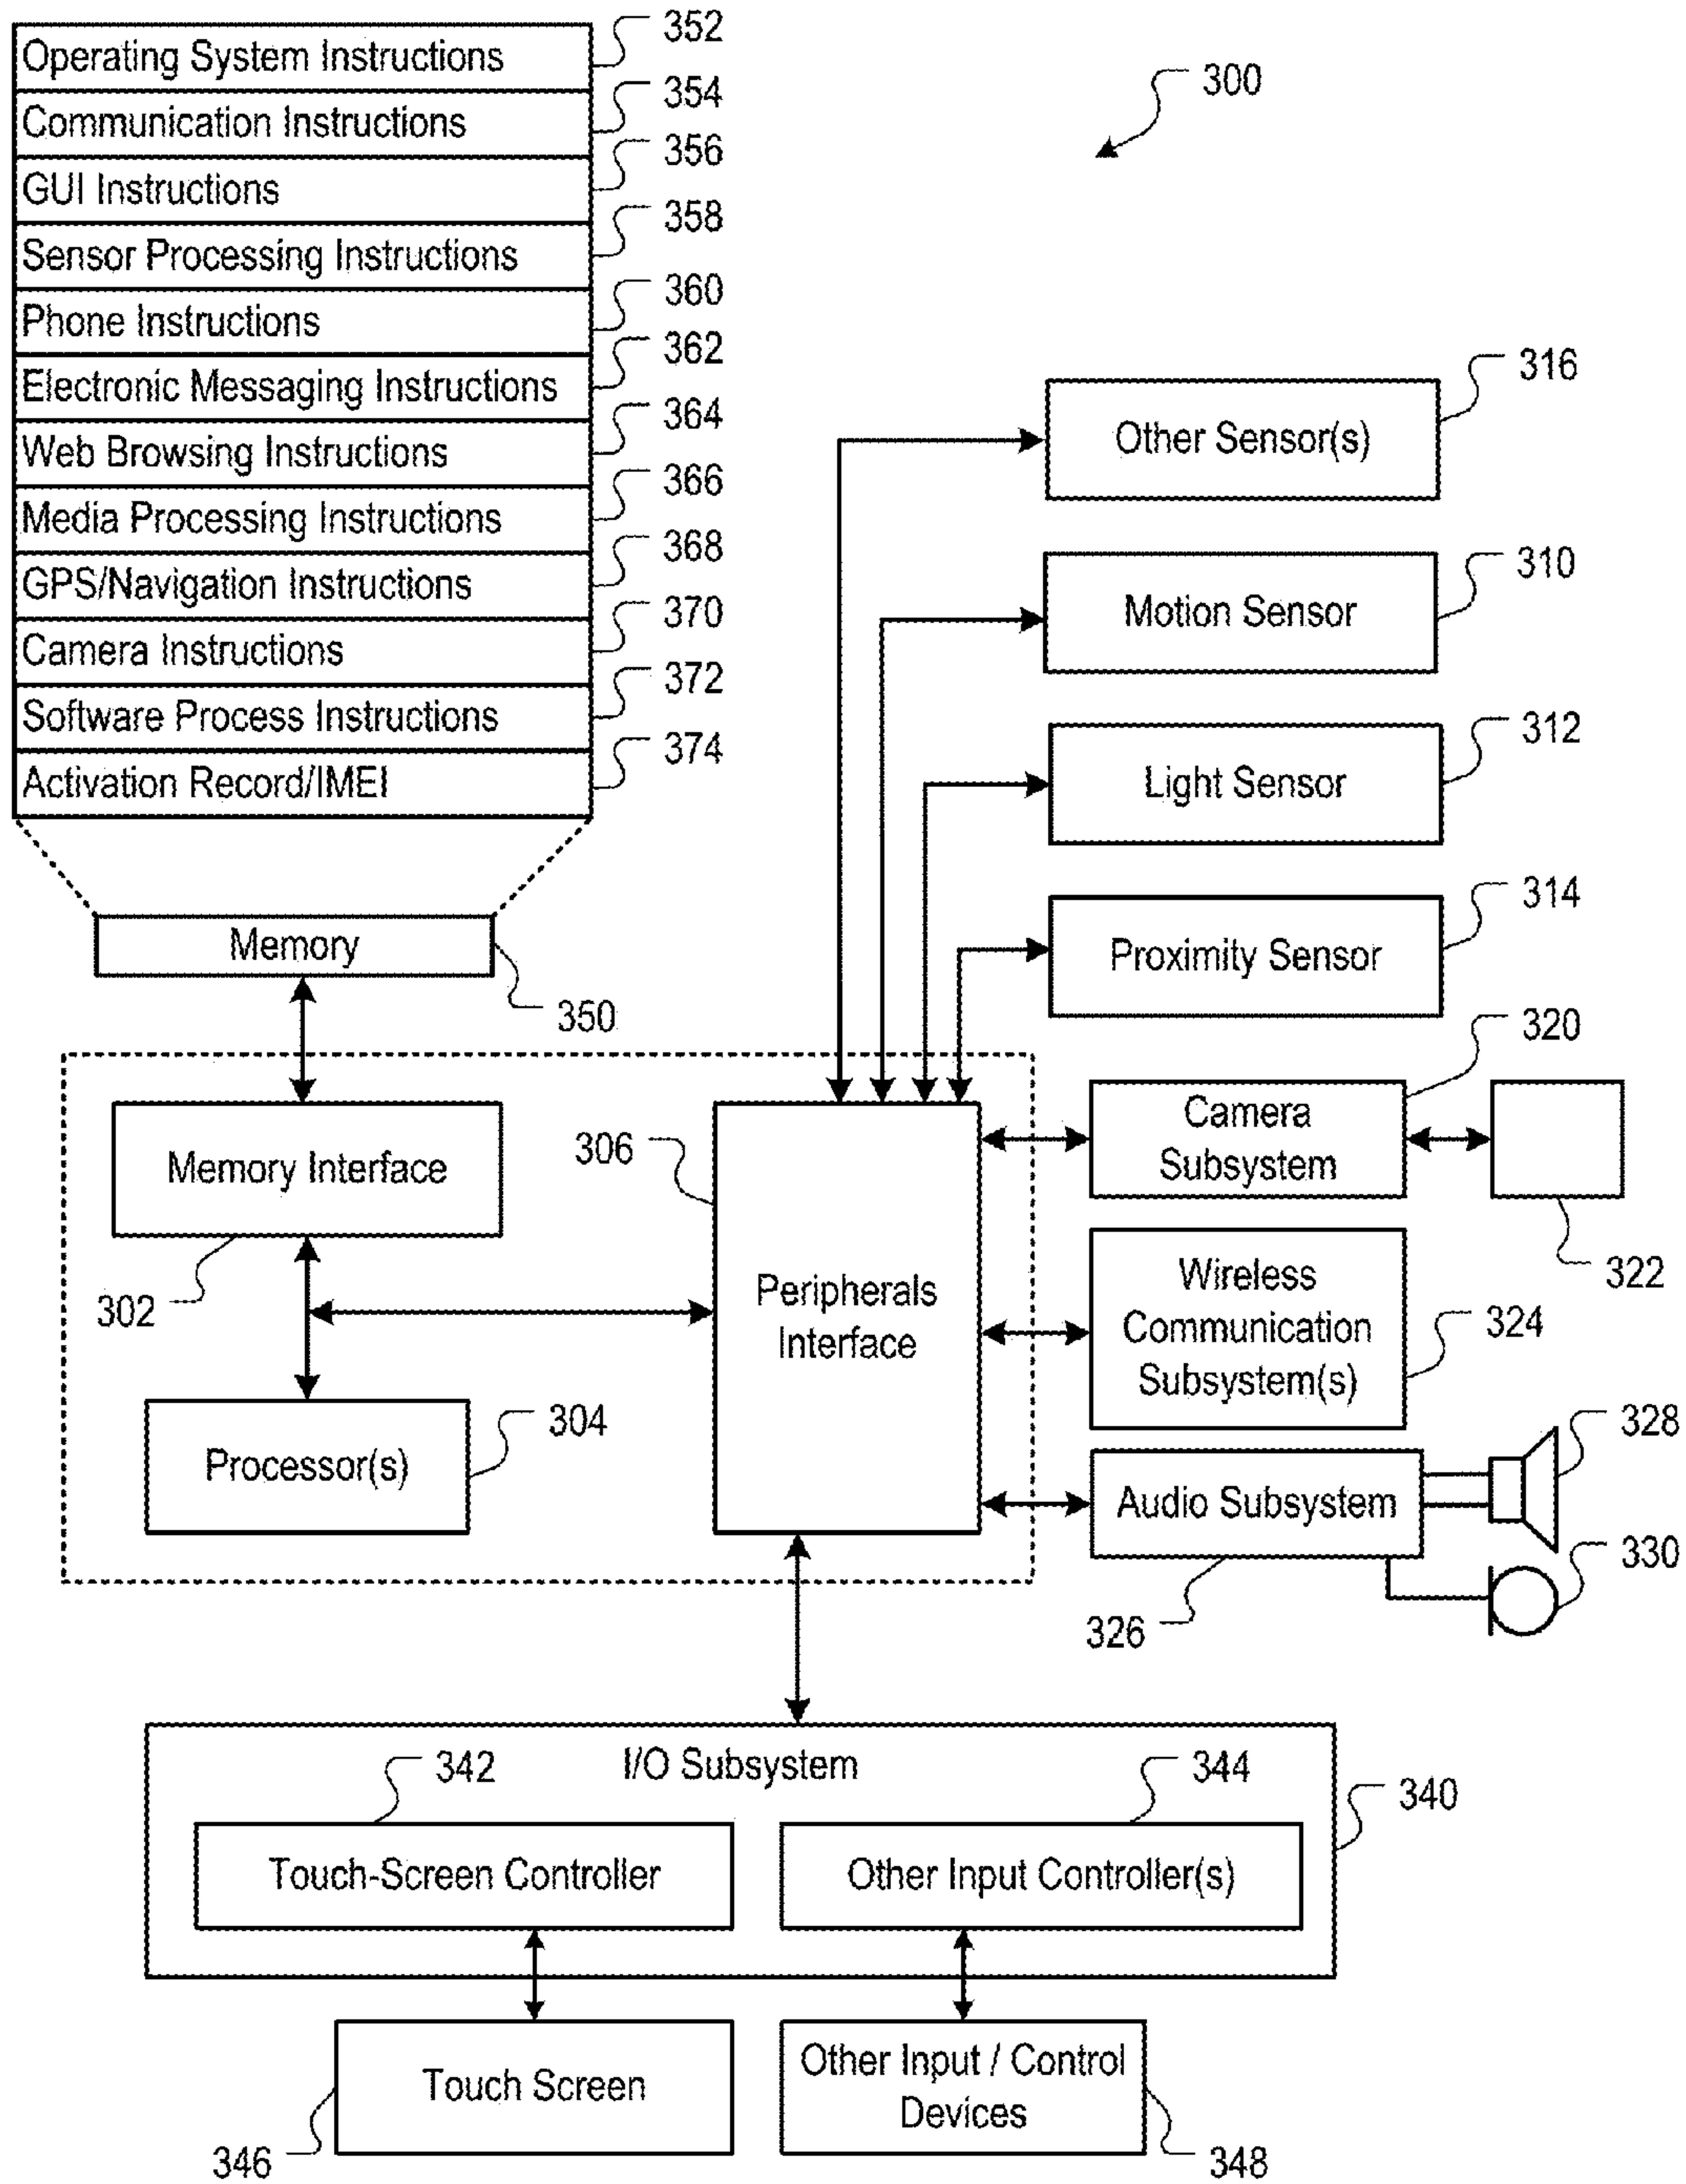 352
Operating System Instructions
354
Communication Instructions
356
GUI Instructions
358
Sensor Processing Instructions
360
Phone Instructions
362
Electronic Messaging Instructions
364
Web Browsing Instructions
366
Media Processing Instructions
368
GPS/Navigation Instructions
370
Camera Instructions
372
Software Process Instructions
374
Activation Record/IMEI
300
316
Other Sensor(s)
310
Motion Sensor
312
Light Sensor
314
Proximity Sensor
Memory
350
320
Camera
Subsystem
322
Memory Interface
302
306
Peripherals
Interface
Wireless
Communication
Subsystem(s)
324
304
Processor(s)
328
Audio Subsystem
326
330
I/O Subsystem
342
344
340
Touch-Screen Controller
Other Input Controller(s)
Touch Screen
346
Other Input / Control
Devices
348